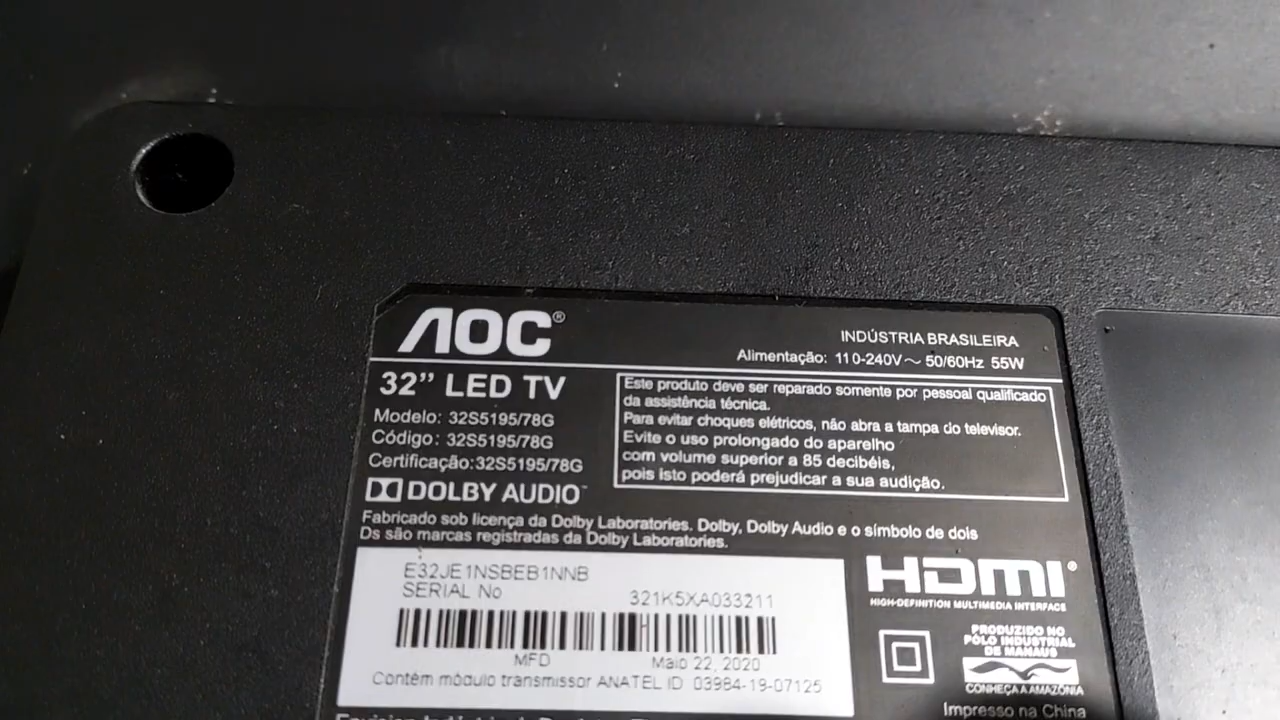 AOC®
INDÚSTRIA BRASILEIRA
Alimentação: 110-240V～ 50/60Hz 55W
32” LED TV
Modelo: 32S5195/78G
Código: 32S5195/78G
Certificação:32S5195/78G
DOLBY AUDIO™
Este produto deve ser reparado somente por pessoal qualificado
da assistência técnica.
Para evitar choques elétricos, não abra a tampa do televisor.
Evite o uso prolongado do aparelho
com volume superior a 85 decibéis,
pois isto poderá prejudicar a sua audição.
Fabricado sob licença da Dolby Laboratories. Dolby, Dolby Audio e o símbolo de dois
Ds são marcas registradas da Dolby Laboratories.
E32JE1NSBEB1NNB
SERIAL No 321K5XA033211
MFD Maio 22, 2020
Contém módulo transmissor ANATEL ID 03984-19-07125
HDMI®
HIGH-DEFINITION MULTIMEDIA INTERFACE
PRODUZIDO NO
PÓLO INDUSTRIAL
DE MANAUS
CONHEÇA A AMAZÔNIA
Impresso na China